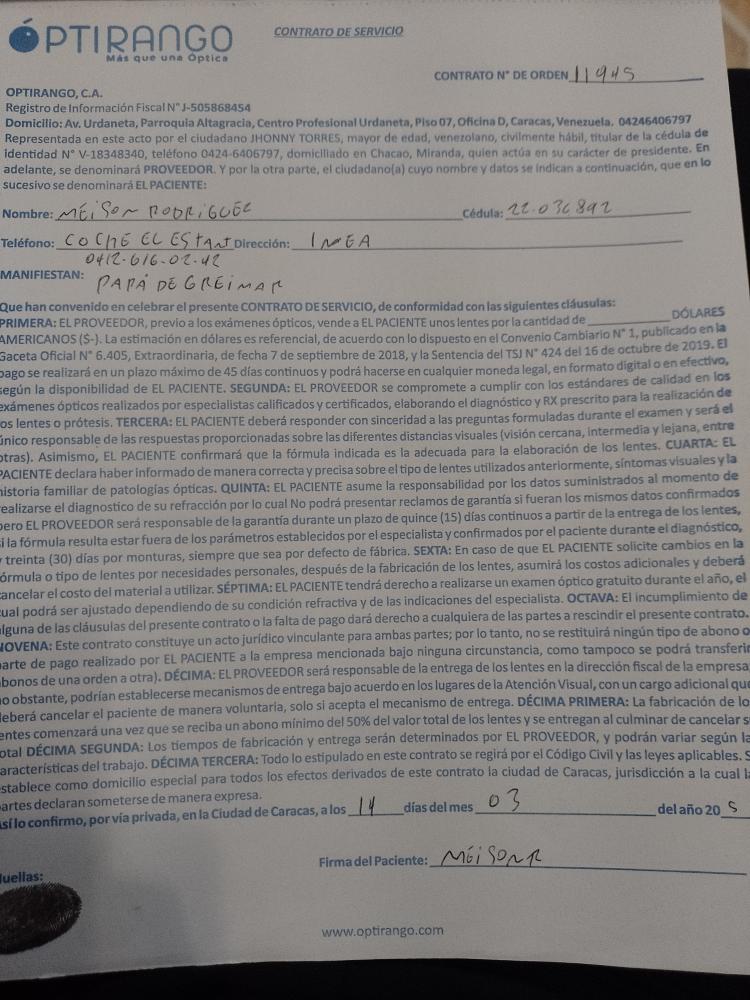 ÓPTIRANGO
Más que una Óptica
CONTRATO DE SERVICIO
CONTRATO N° DE ORDEN 11945
OPTIRANGO, C.A.
Registro de Información Fiscal N° J-505868454
Domicilio: Av. Urdaneta, Parroquia Altagracia, Centro Profesional Urdaneta, Piso 07, Oficina D, Caracas, Venezuela. 04246406797
Representada en este acto por el ciudadano JHONNY TORRES, mayor de edad, venezolano, civilmente hábil, titular de la cédula de
identidad N° V-18348340, teléfono 0424-6406797, domiciliado en Chacao, Miranda, quien actúa en su carácter de presidente. En
adelante, se denominará PROVEEDOR. Y por la otra parte, el ciudadano(a) cuyo nombre y datos se indican a continuación, que en lo
sucesivo se denominará EL PACIENTE:
Nombre: MEISON RODRIGUEZ Cédula: 22.036892
Teléfono: COCHE EL ESTANT Dirección: INEA
0412-616-02-42
MANIFIESTAN: PAPÁ DE GREIMAR
Que han convenido en celebrar el presente CONTRATO DE SERVICIO, de conformidad con las siguientes cláusulas:
PRIMERA: EL PROVEEDOR, previo a los exámenes ópticos, vende a EL PACIENTE unos lentes por la cantidad de ________ DÓLARES
AMERICANOS (S-). La estimación en dólares es referencial, de acuerdo con lo dispuesto en el Convenio Cambiario N° 1, publicado en la
Gaceta Oficial N° 6.405, Extraordinaria, de fecha 7 de septiembre de 2018, y la Sentencia del TSJ N° 424 del 16 de octubre de 2019. El
pago se realizará en un plazo máximo de 45 días continuos y podrá hacerse en cualquier moneda legal, en formato digital o en efectivo,
según la disponibilidad de EL PACIENTE. SEGUNDA: EL PROVEEDOR se compromete a cumplir con los estándares de calidad en los
exámenes ópticos realizados por especialistas calificados y certificados, elaborando el diagnóstico y RX prescrito para la realización de
los lentes o prótesis. TERCERA: EL PACIENTE deberá responder con sinceridad a las preguntas formuladas durante el examen y será el
único responsable de las respuestas proporcionadas sobre las diferentes distancias visuales (visión cercana, intermedia y lejana, entre
otras). Asimismo, EL PACIENTE confirmará que la fórmula indicada es la adecuada para la elaboración de los lentes. CUARTA: EL
PACIENTE declara haber informado de manera correcta y precisa sobre el tipo de lentes utilizados anteriormente, síntomas visuales y la
historia familiar de patologías ópticas. QUINTA: EL PACIENTE asume la responsabilidad por los datos suministrados al momento de
realizarse el diagnostico de su refracción por lo cual No podrá presentar reclamos de garantía si fueran los mismos datos confirmados
pero EL PROVEEDOR será responsable de la garantía durante un plazo de quince (15) días continuos a partir de la entrega de los lentes,
si la fórmula resulta estar fuera de los parámetros establecidos por el especialista y confirmados por el paciente durante el diagnóstico,
y treinta (30) días por monturas, siempre que sea por defecto de fábrica. SEXTA: En caso de que EL PACIENTE solicite cambios en la
fórmula o tipo de lentes por necesidades personales, después de la fabricación de los lentes, asumirá los costos adicionales y deberá
cancelar el costo del material a utilizar. SÉPTIMA: EL PACIENTE tendrá derecho a realizarse un examen óptico gratuito durante el año, el
cual podrá ser ajustado dependiendo de su condición refractiva y de las indicaciones del especialista. OCTAVA: El incumplimiento de
alguna de las cláusulas del presente contrato o la falta de pago dará derecho a cualquiera de las partes a rescindir el presente contrato.
NOVENA: Este contrato constituye un acto jurídico vinculante para ambas partes; por lo tanto, no se restituirá ningún tipo de abono o
parte de pago realizado por EL PACIENTE a la empresa mencionada bajo ninguna circunstancia, como tampoco se podrá transferir
abonos de una orden a otra). DÉCIMA: EL PROVEEDOR será responsable de la entrega de los lentes en la dirección fiscal de la empresa,
no obstante, podrían establecerse mecanismos de entrega bajo acuerdo en los lugares de la Atención Visual, con un cargo adicional que
deberá cancelar el paciente de manera voluntaria, solo si acepta el mecanismo de entrega. DÉCIMA PRIMERA: La fabricación de lo
lentes comenzará una vez que se reciba un abono mínimo del 50% del valor total de los lentes y se entregan al culminar de cancelar s
total DÉCIMA SEGUNDA: Los tiempos de fabricación y entrega serán determinados por EL PROVEEDOR, y podrán variar según la
características del trabajo. DÉCIMA TERCERA: Todo lo estipulado en este contrato se regirá por el Código Civil y las leyes aplicables. S
establece como domicilio especial para todos los efectos derivados de este contrato la ciudad de Caracas, jurisdicción a la cual l
partes declaran someterse de manera expresa.
Así lo confirmo, por vía privada, en la Ciudad de Caracas, a los 14 días del mes 03 del año 20 5
Firma del Paciente: MEISON R
Huellas:
www.optirango.com